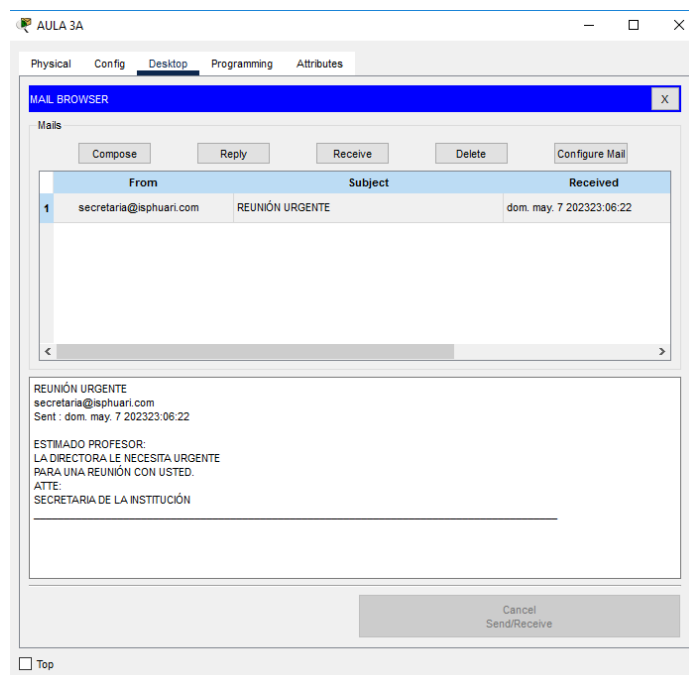 AULA 3A
Physical Config Desktop Programming Attributes
MAIL BROWSER X
Mails
Compose Reply Receive Delete Configure Mail
From Subject Received
1 secretaria@isphuari.com REUNIÓN URGENTE dom. may. 7 202323:06:22
REUNIÓN URGENTE
secretaria@isphuari.com
Sent : dom. may. 7 202323:06:22
ESTIMADO PROFESOR:
LA DIRECTORA LE NECESITA URGENTE
PARA UNA REUNIÓN CON USTED.
ATTE:
SECRETARIA DE LA INSTITUCIÓN
Cancel
Send/Receive
Top